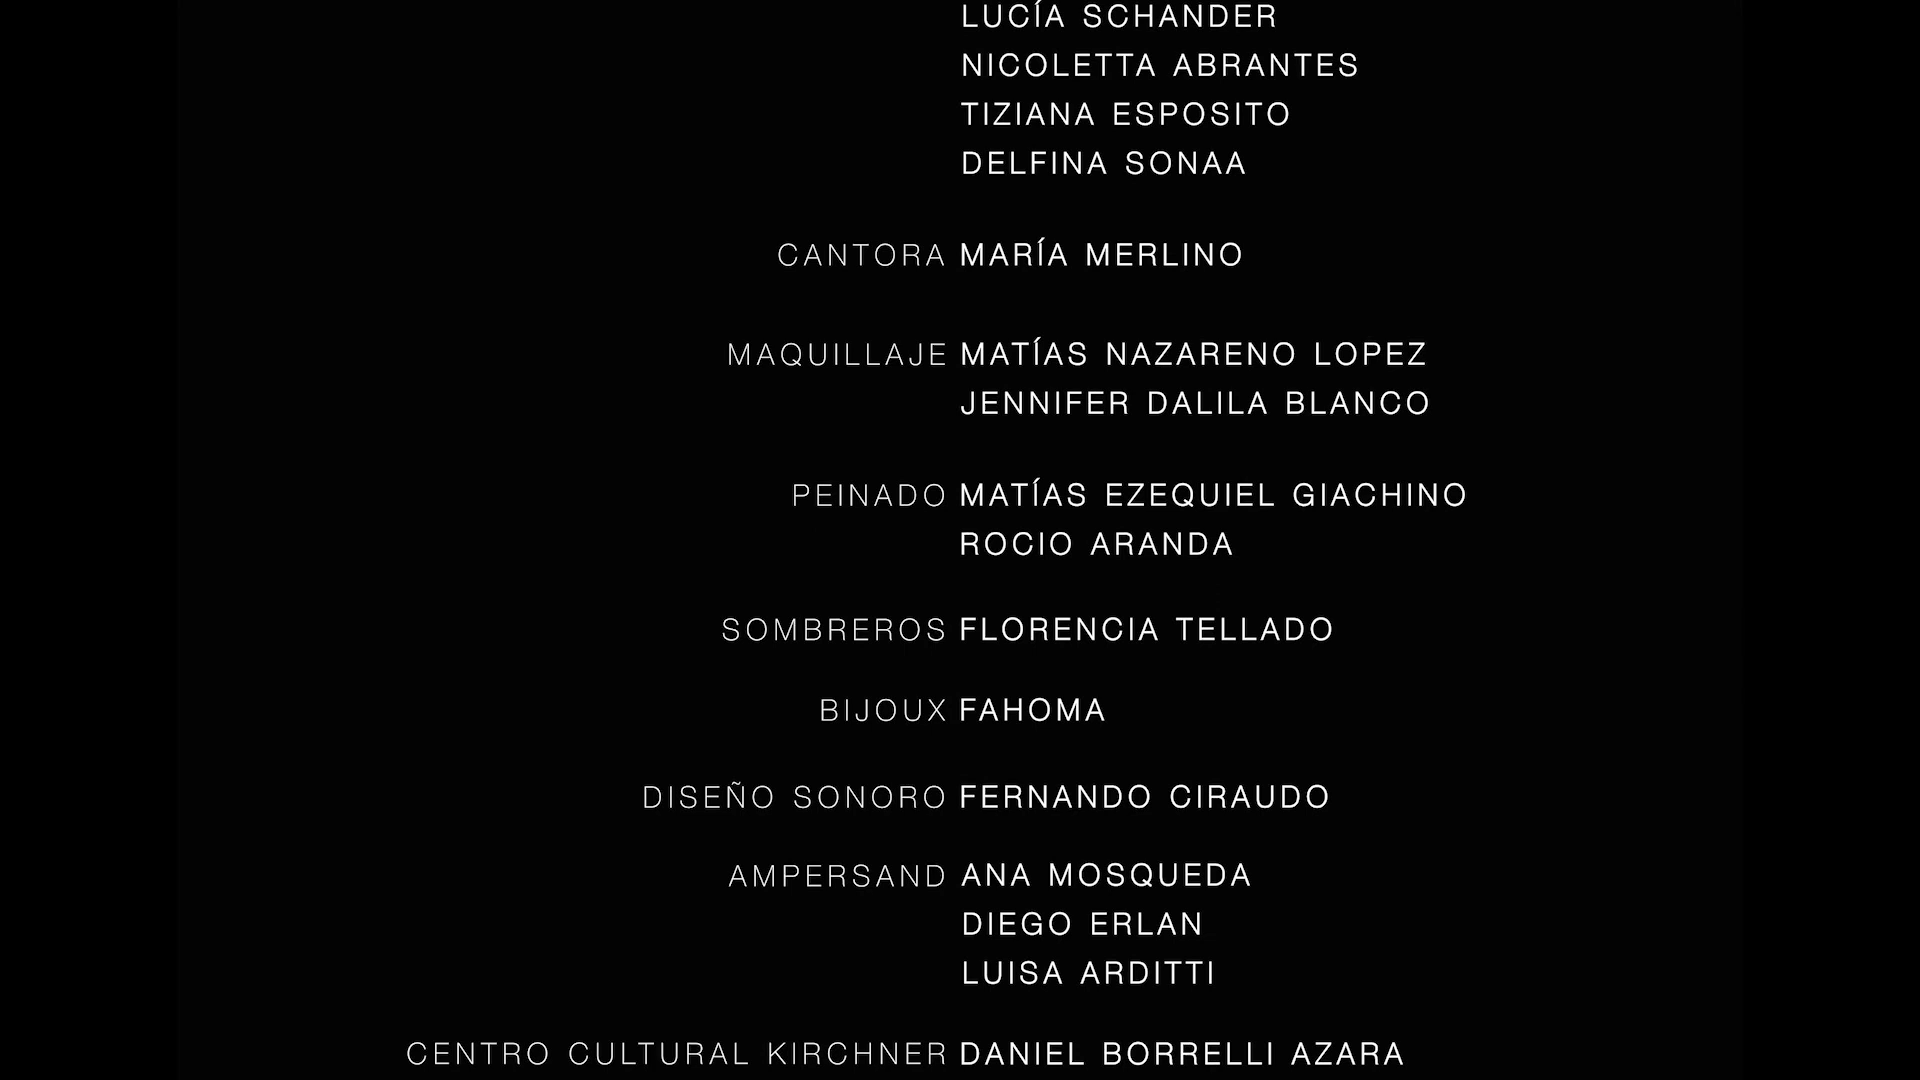 LUCÍA SCHANDER
NICOLETTA ABRANTES
TIZIANA ESPOSITO
DELFINA SONAA
CANTORA MARÍA MERLINO
MAQUILLAJE MATÍAS NAZARENO LOPEZ
JENNIFER DALILA BLANCO
PEINADO MATÍAS EZEQUIEL GIACHINO
ROCIO ARANDA
SOMBREROS FLORENCIA TELLADO
BIJOUX FAHOMA
DISEÑO SONORO FERNANDO CIRAUDO
AMPERSAND ANA MOSQUEDA
DIEGO ERLAN
LUISA ARDITTI
CENTRO CULTURAL KIRCHNER DANIEL BORRELLI AZARA